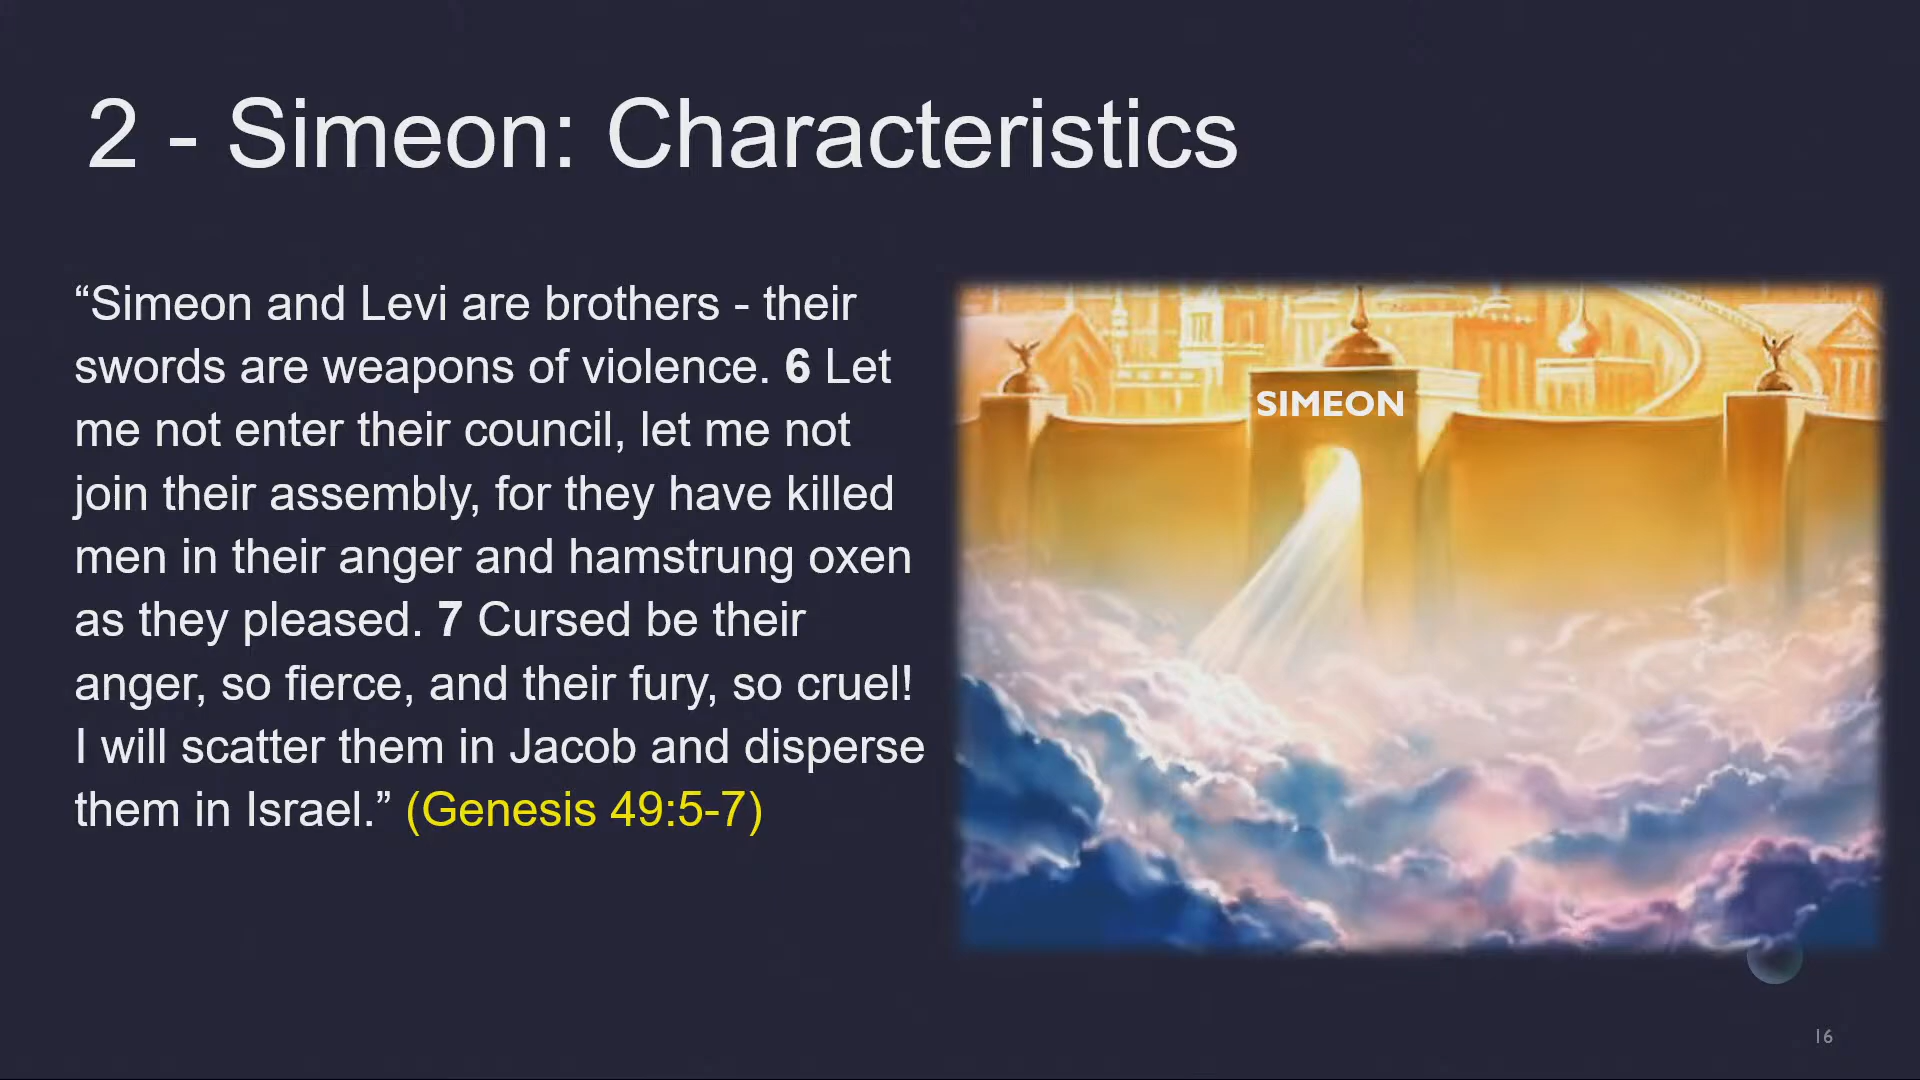 2 - Simeon: Characteristics
“Simeon and Levi are brothers - their
swords are weapons of violence. 6 Let
me not enter their council, let me not
join their assembly, for they have killed
men in their anger and hamstrung oxen
as they pleased. 7 Cursed be their
anger, so fierce, and their fury, so cruel!
I will scatter them in Jacob and disperse
them in Israel.” (Genesis 49:5-7)
SIMEON
16